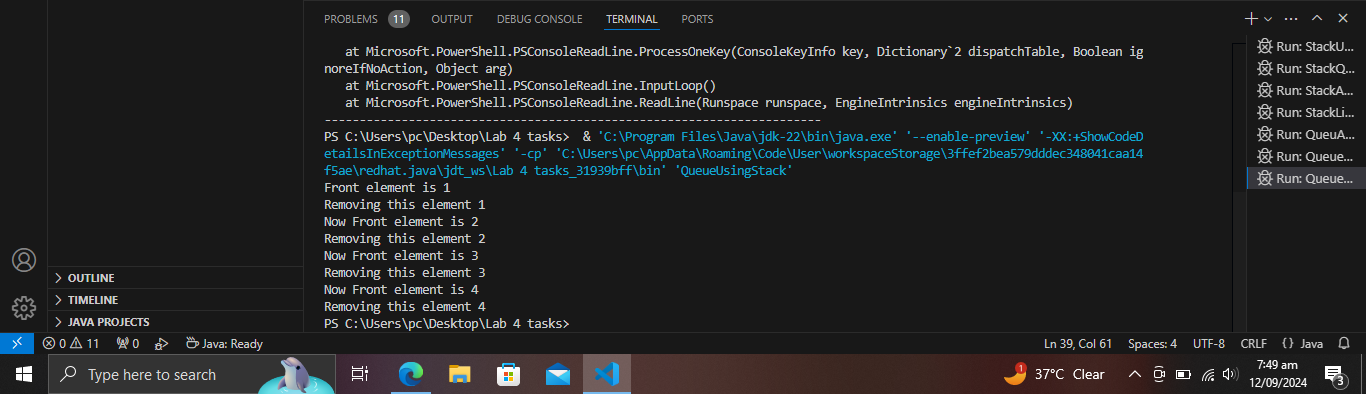 PROBLEMS 11 OUTPUT DEBUG CONSOLE TERMINAL PORTS
at Microsoft.PowerShell.PSConsoleReadLine.ProcessOneKey(ConsoleKeyInfo key, Dictionary`2 dispatchTable, Boolean ig
noreIfNoAction, Object arg)
at Microsoft.PowerShell.PSConsoleReadLine.InputLoop()
at Microsoft.PowerShell.PSConsoleReadLine.ReadLine(Runspace runspace, EngineIntrinsics engineIntrinsics)
-----------------------------------------------------------------------
PS C:\Users\pc\Desktop\Lab 4 tasks>  & 'C:\Program Files\Java\jdk-22\bin\java.exe' '--enable-preview' '-XX:+ShowCodeD
etailsInExceptionMessages' '-cp' 'C:\Users\pc\AppData\Roaming\Code\User\workspaceStorage\3ffef2bea579dddec348041caa14
f5ae\redhat.java\jdt_ws\Lab 4 tasks_31939bff\bin' 'QueueUsingStack'
Front element is 1
Removing this element 1
Now Front element is 2
Removing this element 2
Now Front element is 3
Removing this element 3
Now Front element is 4
Removing this element 4
PS C:\Users\pc\Desktop\Lab 4 tasks>
Run: StackU...
Run: StackQ...
Run: StackA...
Run: StackLi...
Run: QueuA...
Run: Queue...
Run: Queue...
OUTLINE
TIMELINE
JAVA PROJECTS
0 11 0 Java: Ready Ln 39, Col 61 Spaces: 4 UTF-8 CRLF {} Java
Type here to search
1 37°C Clear
7:49 am
12/09/2024
3